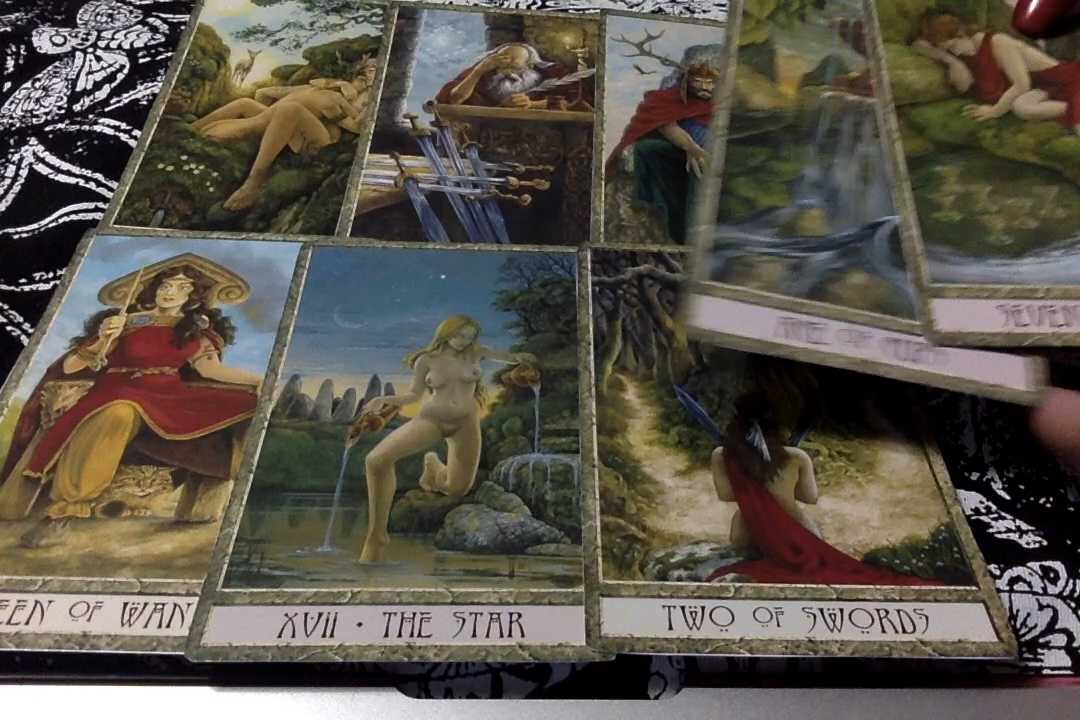 SEVEN
EEN OF WAN
XVII · THE STAR
TWO OF SWORDS